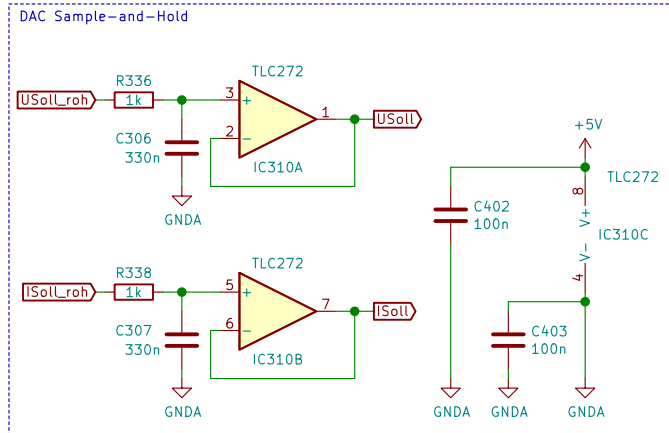 DAC Sample-and-Hold
TLC272
R336
USoll_roh
1k
3
+
1
USoll
2
-
C306
330n
IC310A
GNDA
+5V
TLC272
8
V+
C402
100n
IC310C
V-
4
TLC272
R338
ISoll_roh
1k
5
+
7
ISoll
6
-
C307
330n
IC310B
C403
100n
GNDA
GNDA
GNDA
GNDA